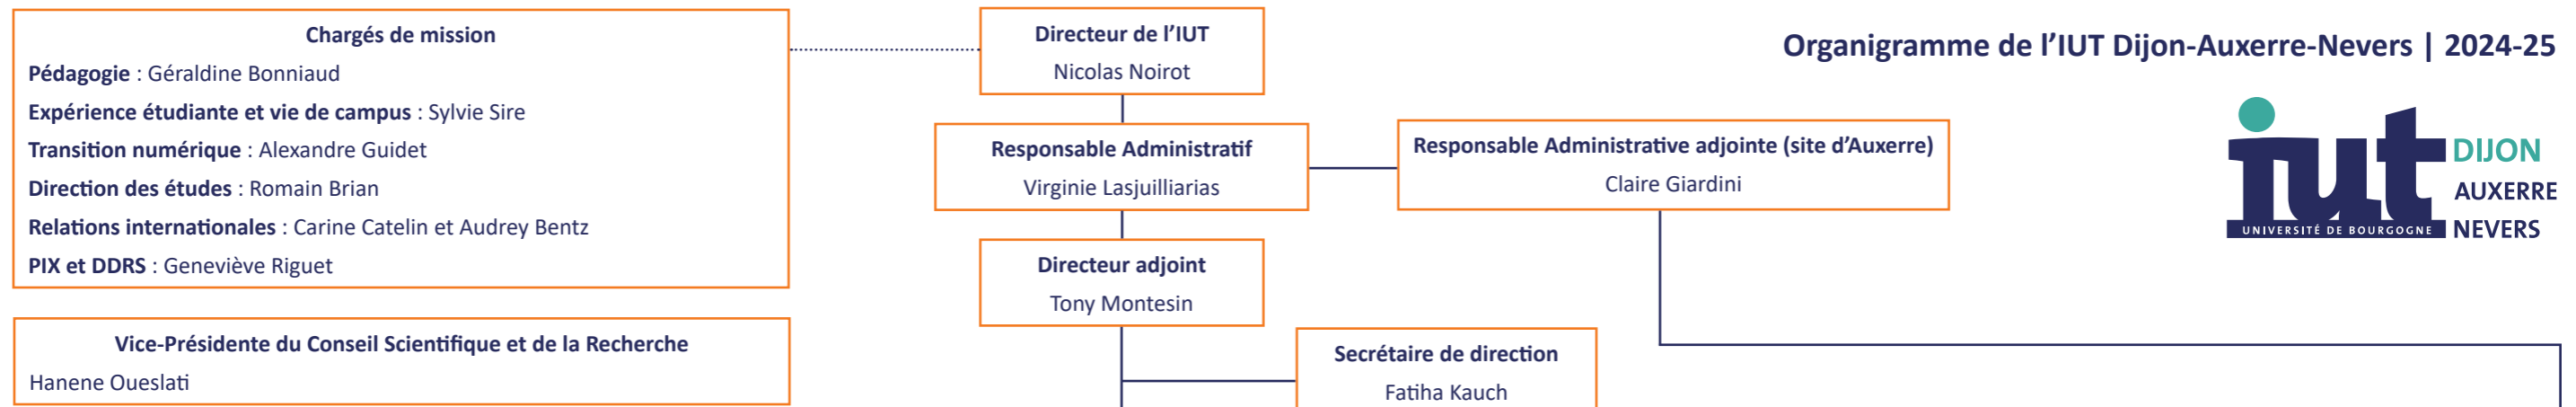 Chargés de mission
Pédagogie : Géraldine Bonniaud
Expérience étudiante et vie de campus : Sylvie Sire
Transition numérique : Alexandre Guidet
Direction des études : Romain Brian
Relations internationales : Carine Catelin et Audrey Bentz
PIX et DDRS : Geneviève Riguet
Vice-Présidente du Conseil Scientifique et de la Recherche
Hanene Oueslati
Directeur de l’IUT
Nicolas Noirot
Responsable Administratif
Virginie Lasjuilliarias
Responsable Administrative adjointe (site d’Auxerre)
Claire Giardini
Directeur adjoint
Tony Montesin
Secrétaire de direction
Fatiha Kauch
Organigramme de l’IUT Dijon-Auxerre-Nevers | 2024-25
iut
DIJON
AUXERRE
NEVERS
UNIVERSITÉ DE BOURGOGNE